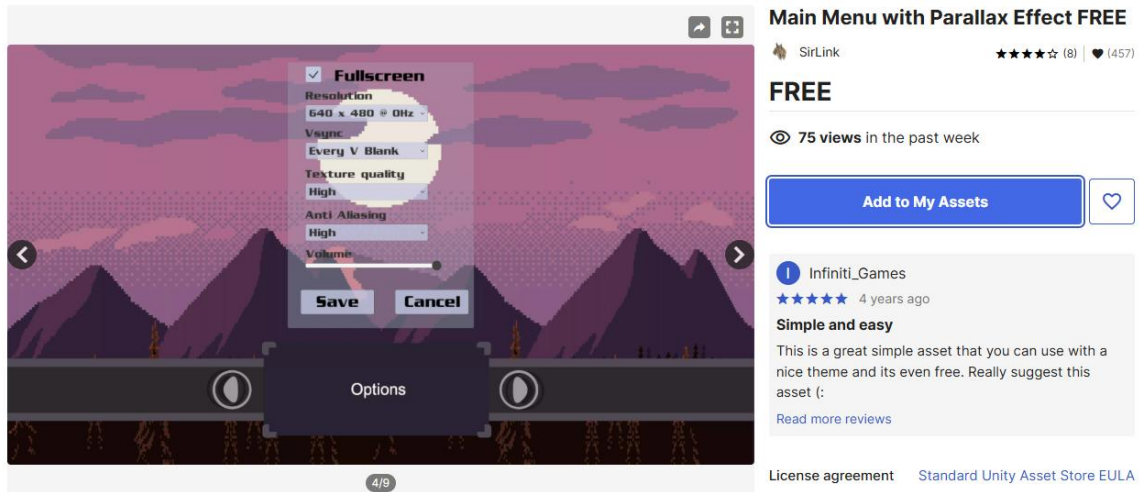 Main Menu with Parallax Effect FREE
SirLink
(8)
(457)
FREE
75 views in the past week
Add to My Assets
I
Infiniti_Games
4 years ago
Simple and easy
This is a great simple asset that you can use with a
nice theme and its even free. Really suggest this
asset (:
Read more reviews
License agreement
Standard Unity Asset Store EULA
Fullscreen
Resolution
640 x 480 @ 0Hz
Vsync
Every V Blank
Texture quality
High
Anti Aliasing
High
Volume
Save
Cancel
Options
4/9